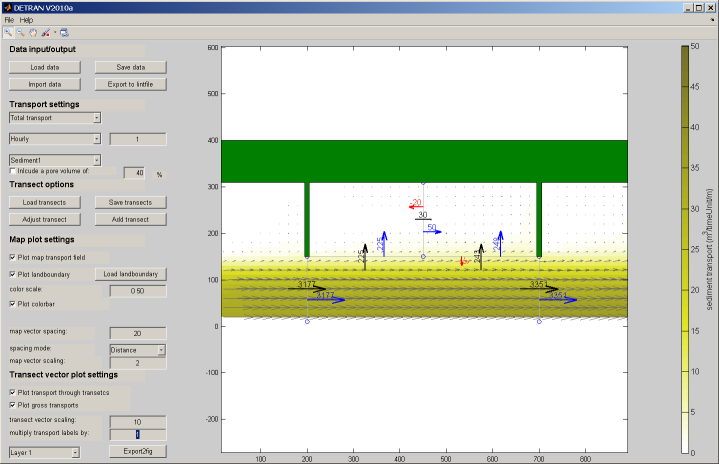 DETRAN V2010a
File Help
Data input/output
Load data Save data
Import data Export to lintfile
Transport settings
Total transport
Hourly 1
Sediment1
Inlcude a pore volume of: 40 %
Transect options
Load transects Save transects
Adjust transect Add transect
Map plot settings
Plot map transport field
Plot landboundary Load landboundary
color scale: 0 50
Plot colorbar
map vector spacing: 20
spacing mode: Distance
map vector scaling: 2
Transect vector plot settings
Plot transport through transetcs
Plot gross transports
transect vector scaling: 10
multiply transport labels by: 1
Layer 1 Export2fig
600
500
400
300
200
100
0
-100
-200
100 200 300 400 500 600 700 800
20
30
50
225
225
243
249
3177
3177
3351
3351
50
45
40
35
30
25
20
15
10
5
0
sediment transport (m³/timeUnit/m)